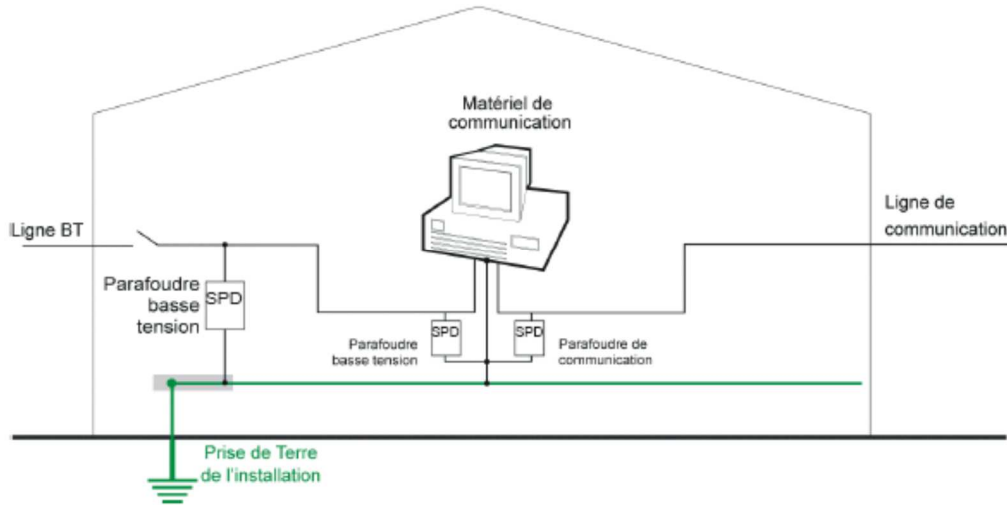 Matériel de
communication
Ligne BT
Ligne de
communication
Parafoudre
basse
tension
SPD
SPD
SPD
Parafoudre
basse tension
Parafoudre de
communication
Prise de Terre
de l'installation